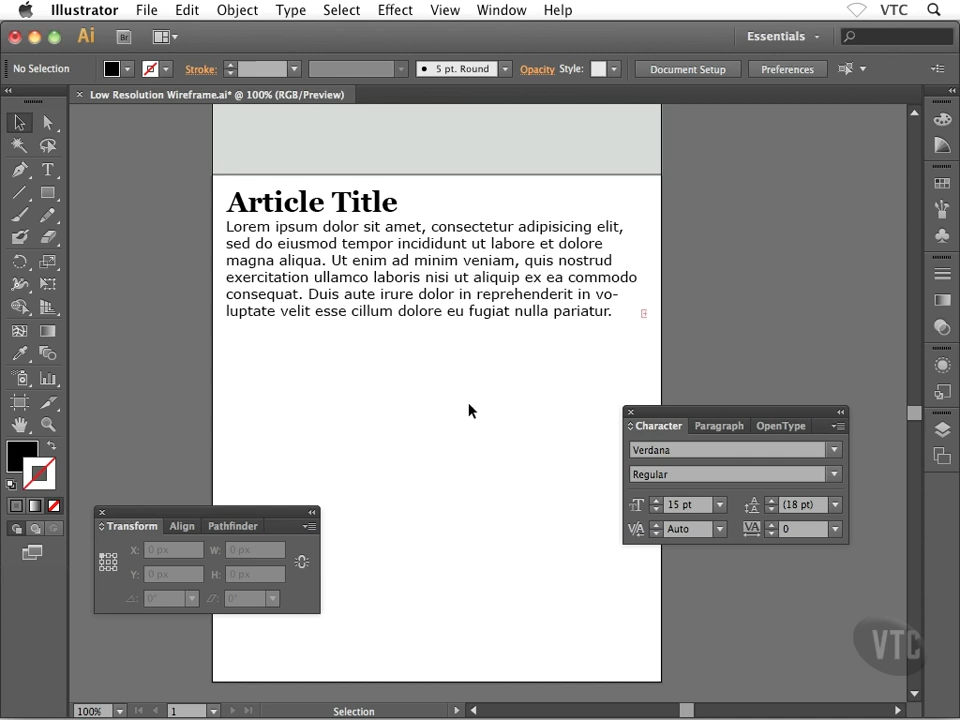 Illustrator File Edit Object Type Select Effect View Window Help VTC
Ai Br Essentials
No Selection Stroke: 5 pt. Round Opacity Style: Document Setup Preferences
× Low Resolution Wireframe.ai* @ 100% (RGB/Preview)
Article Title
Lorem ipsum dolor sit amet, consectetur adipisicing elit,
sed do eiusmod tempor incididunt ut labore et dolore
magna aliqua. Ut enim ad minim veniam, quis nostrud
exercitation ullamco laboris nisi ut aliquip ex ea commodo
consequat. Duis aute irure dolor in reprehenderit in vo-
luptate velit esse cillum dolore eu fugiat nulla pariatur.
Character Paragraph OpenType
Verdana
Regular
15 pt (18 pt)
Auto 0
Transform Align Pathfinder
X: 0 px W: 0 px
Y: 0 px H: 0 px
0° 0°
VTC
100% 1 Selection